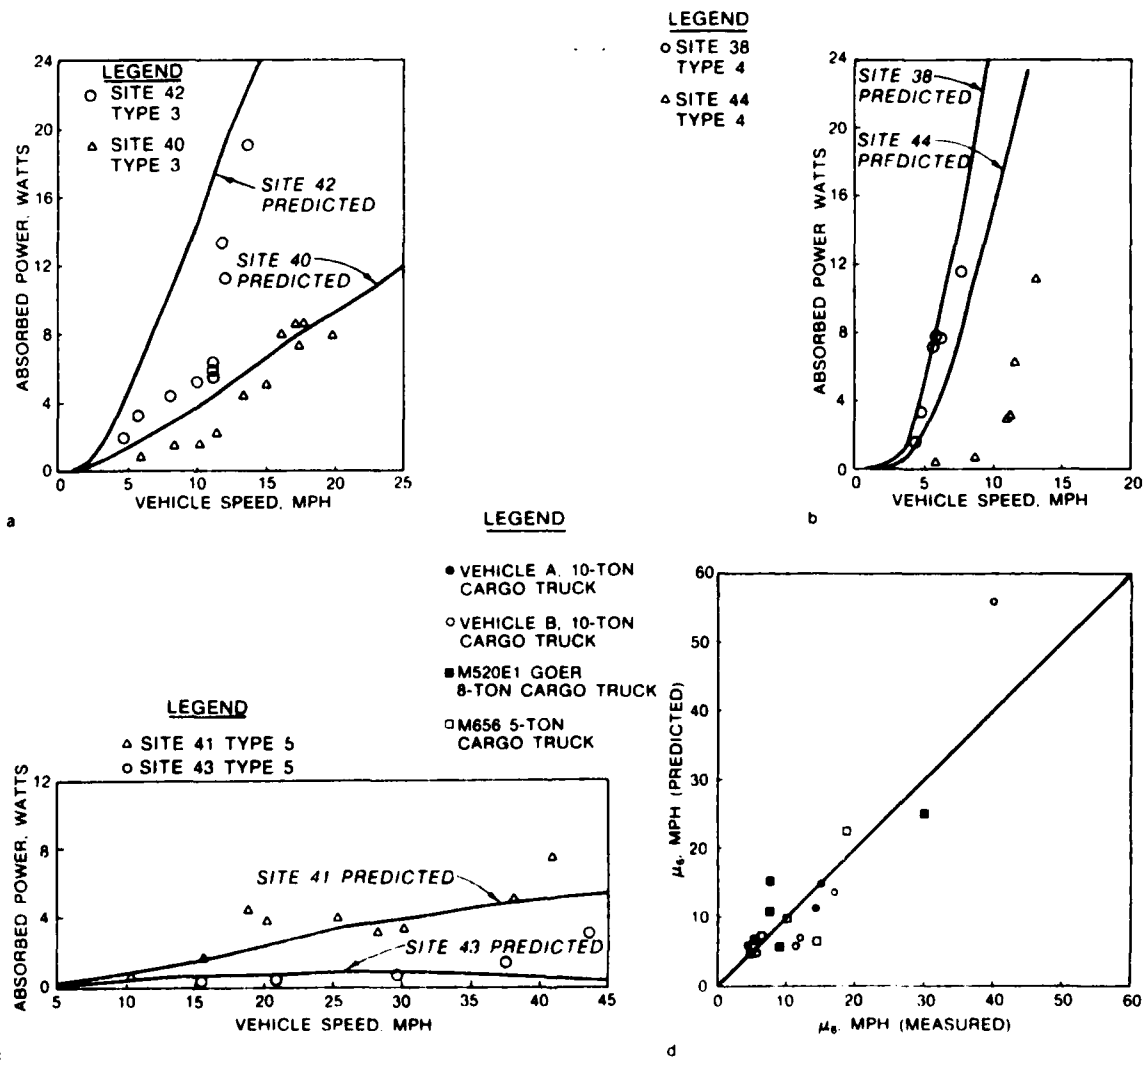 LEGEND
○ SITE 42
TYPE 3
△ SITE 40
TYPE 3
24
20
16
12
8
4
0
ABSORBED POWER, WATTS
SITE 42
PREDICTED
SITE 40
PREDICTED
0 5 10 15 20 25
VEHICLE SPEED, MPH
a
LEGEND
○ SITE 38
TYPE 4
△ SITE 44
TYPE 4
24
20
16
12
8
4
0
ABSORBED POWER WATTS
SITE 38
PREDICTED
SITE 44
PREDICTED
0 5 10 15 20
VEHICLE SPEED, MPH
b
LEGEND
● VEHICLE A, 10-TON
CARGO TRUCK
○ VEHICLE B, 10-TON
CARGO TRUCK
■ M520E1 GOER
8-TON CARGO TRUCK
□ M656 5-TON
CARGO TRUCK
LEGEND
△ SITE 41 TYPE 5
○ SITE 43 TYPE 5
12
8
4
0
ABSORBED POWER, WATTS
SITE 41 PREDICTED
SITE 43 PREDICTED
5 10 15 20 25 30 35 40 45
VEHICLE SPEED, MPH
60
50
40
30
20
10
0
μ₆, MPH (PREDICTED)
0 10 20 30 40 50 60
μ₆, MPH (MEASURED)
d